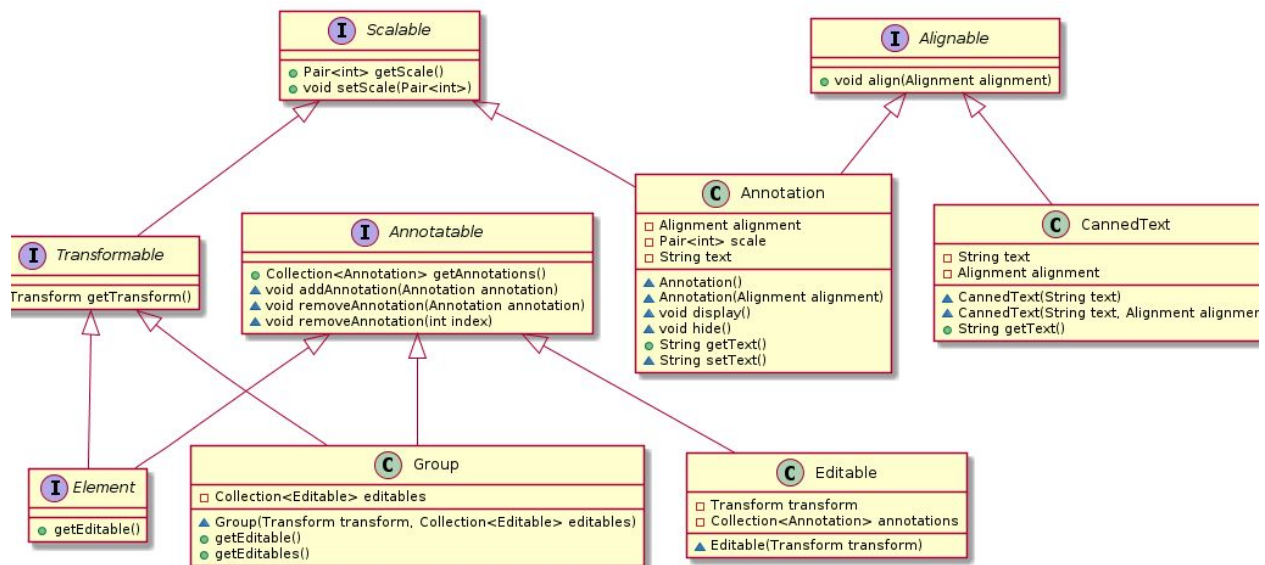 I Scalable
Pair<int> getScale()
void setScale(Pair<int>)
I Alignable
void align(Alignment alignment)
C Annotation
Alignment alignment
Pair<int> scale
String text
Annotation()
Annotation(Alignment alignment)
void display()
void hide()
String getText()
String setText()
C CannedText
String text
Alignment alignment
CannedText(String text)
CannedText(String text, Alignment alignmen
String getText()
I Transformable
Transform getTransform()
I Annotatable
Collection<Annotation> getAnnotations()
void addAnnotation(Annotation annotation)
void removeAnnotation(Annotation annotation)
void removeAnnotation(int index)
I Element
getEditable()
C Group
Collection<Editable> editables
Group(Transform transform, Collection<Editable> editables)
getEditable()
getEditables()
C Editable
Transform transform
Collection<Annotation> annotations
Editable(Transform transform)